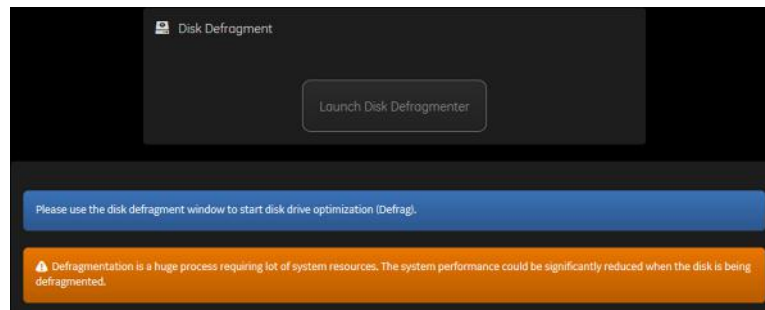 Disk Defragment
Launch Disk Defragmenter
Please use the disk defragment window to start disk drive optimization (Defrag).
Defragmentation is a huge process requiring lot of system resources. The system performance could be significantly reduced when the disk is being
defragmented.